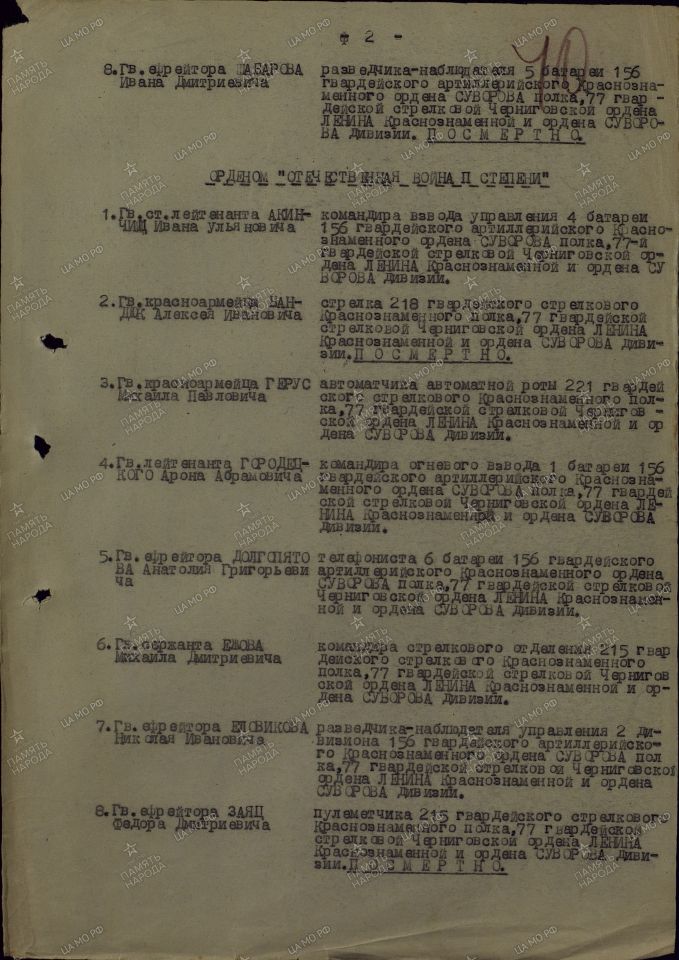 - 2 -
8. Гв. ефрейтора ШАБАРОВА Ивана Дмитриевича
разведчика-наблюдателя 5 батареи 156
гвардейского артиллерийского Краснозна-
менного ордена СУВОРОВА полка,77 гвар -
дейской стрелковой Черниговской ордена
ЛЕНИНА Краснознаменной и ордена СУВОРО-
ВА дивизии. П О С М Е Р Т Н О.
ОРДЕНОМ "ОТЕЧЕСТВЕННАЯ ВОЙНА П СТЕПЕНИ"
1. Гв. ст. лейтенанта АКИН-
Ивана Ульяновича
командира взвода управления 4 батареи
156 гвардейского артиллерийского Красно-
знаменного ордена СУВОРОВА полка,77-й
гвардейской стрелковой Черниговской ор-
дена ЛЕНИНА Краснознаменной и ордена СУ
ВОРОВА дивизии.
2. Гв. красноармейца
Алексея Ивановича
стрелка 218 гвардейского стрелкового
Краснознаменного полка,77 гвардейской
стрелковой Черниговской ордена ЛЕНИНА
Краснознаменной и ордена СУВОРОВА диви-
зии. П О С М Е Р Т Н О.
3. Гв. красноармейца ГЕРУС
Михаила Павловича
автоматчика автоматной роты 221 гвардей
ского стрелкового Краснознаменного пол-
ка,77 гвардейской стрелковой Чернигов -
ской ордена ЛЕНИНА Краснознаменной и ор
дена СУВОРОВА дивизии.
4. Гв. лейтенанта ГОРОДЕЦ-
КОГО Арона Абрамовича
командира огневого взвода 1 батареи 156
гвардейского артиллерийского Краснозна-
менного ордена СУВОРОВА полка,77 гвардей
ской стрелковой Черниговской ордена ЛЕ-
НИНА Краснознаменной и ордена СУВОРОВА
дивизии.
5. Гв. ефрейтора ДОЛГОПЯТО
ВА Анатолия Григорьеви
ча
телефониста 6 батареи 156 гвардейского
артиллерийского Краснознаменного ордена
СУВОРОВА полка,77 гвардейской стрелковой
Черниговской ордена ЛЕНИНА Краснознамен-
ной и ордена СУВОРОВА дивизии.
6. Гв. сержанта ЕЖОВА
Михаила Дмитриевича
командира стрелкового отделения 215 гвар
дейского стрелкового Краснознаменного
полка,77 гвардейской стрелковой Чернигов
ской ордена ЛЕНИНА Краснознаменной и ор-
дена СУВОРОВА дивизии.
7. Гв. ефрейтора ЕЛОВИКОВА
Николая Ивановича
разведчика-наблюдателя управления 2 ди-
визиона 156 гвардейского артиллерийско-
го Краснознаменного ордена СУВОРОВА пол
ка,77 гвардейской стрелковой Черниговской
ордена ЛЕНИНА Краснознаменной и ордена
СУВОРОВА дивизии.
8. Гв. ефрейтора ЗАЯЦ
Федора Дмитриевича
пулеметчика 215 гвардейского стрелкового
Краснознаменного полка,77 гвардейской
стрелковой Черниговской ордена ЛЕНИНА
Краснознаменной и ордена СУВОРОВА диви-
зии. П О С М Е Р Т Н О.
ПАМЯТЬ НАРОДА
ЦА МО РФ